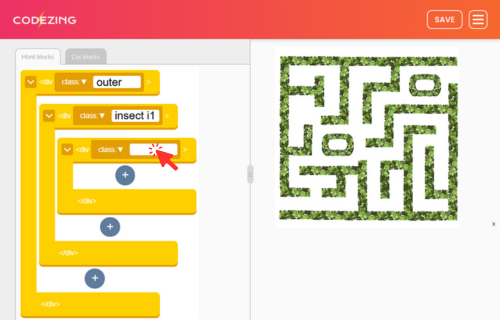 CODEZING
SAVE
Html blocks
Css blocks
<div class:▼ outer >
<div class:▼ insect i1 >
<div class:▼ >
+
</div>
+
</div>
+
</div>
x